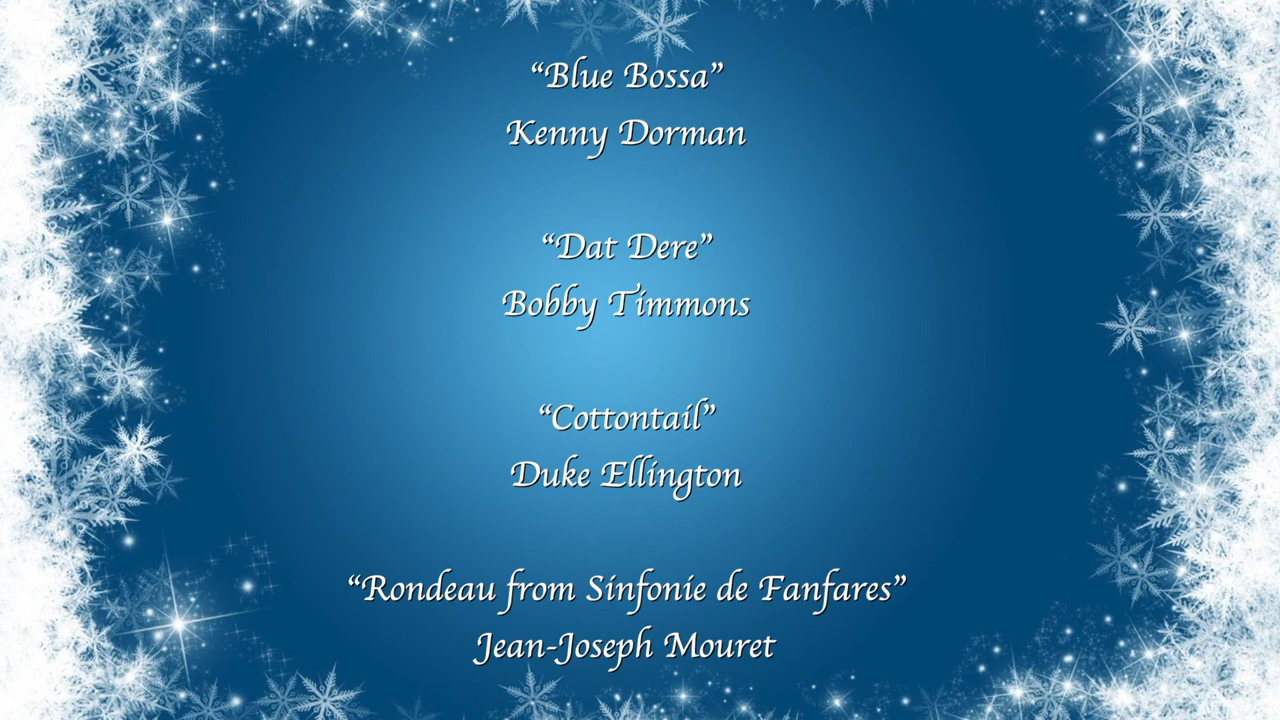 “Blue Bossa”
Kenny Dorman
“Dat Dere”
Bobby Timmons
“Cottontail”
Duke Ellington
“Rondeau from Sinfonie de Fanfares”
Jean-Joseph Mouret